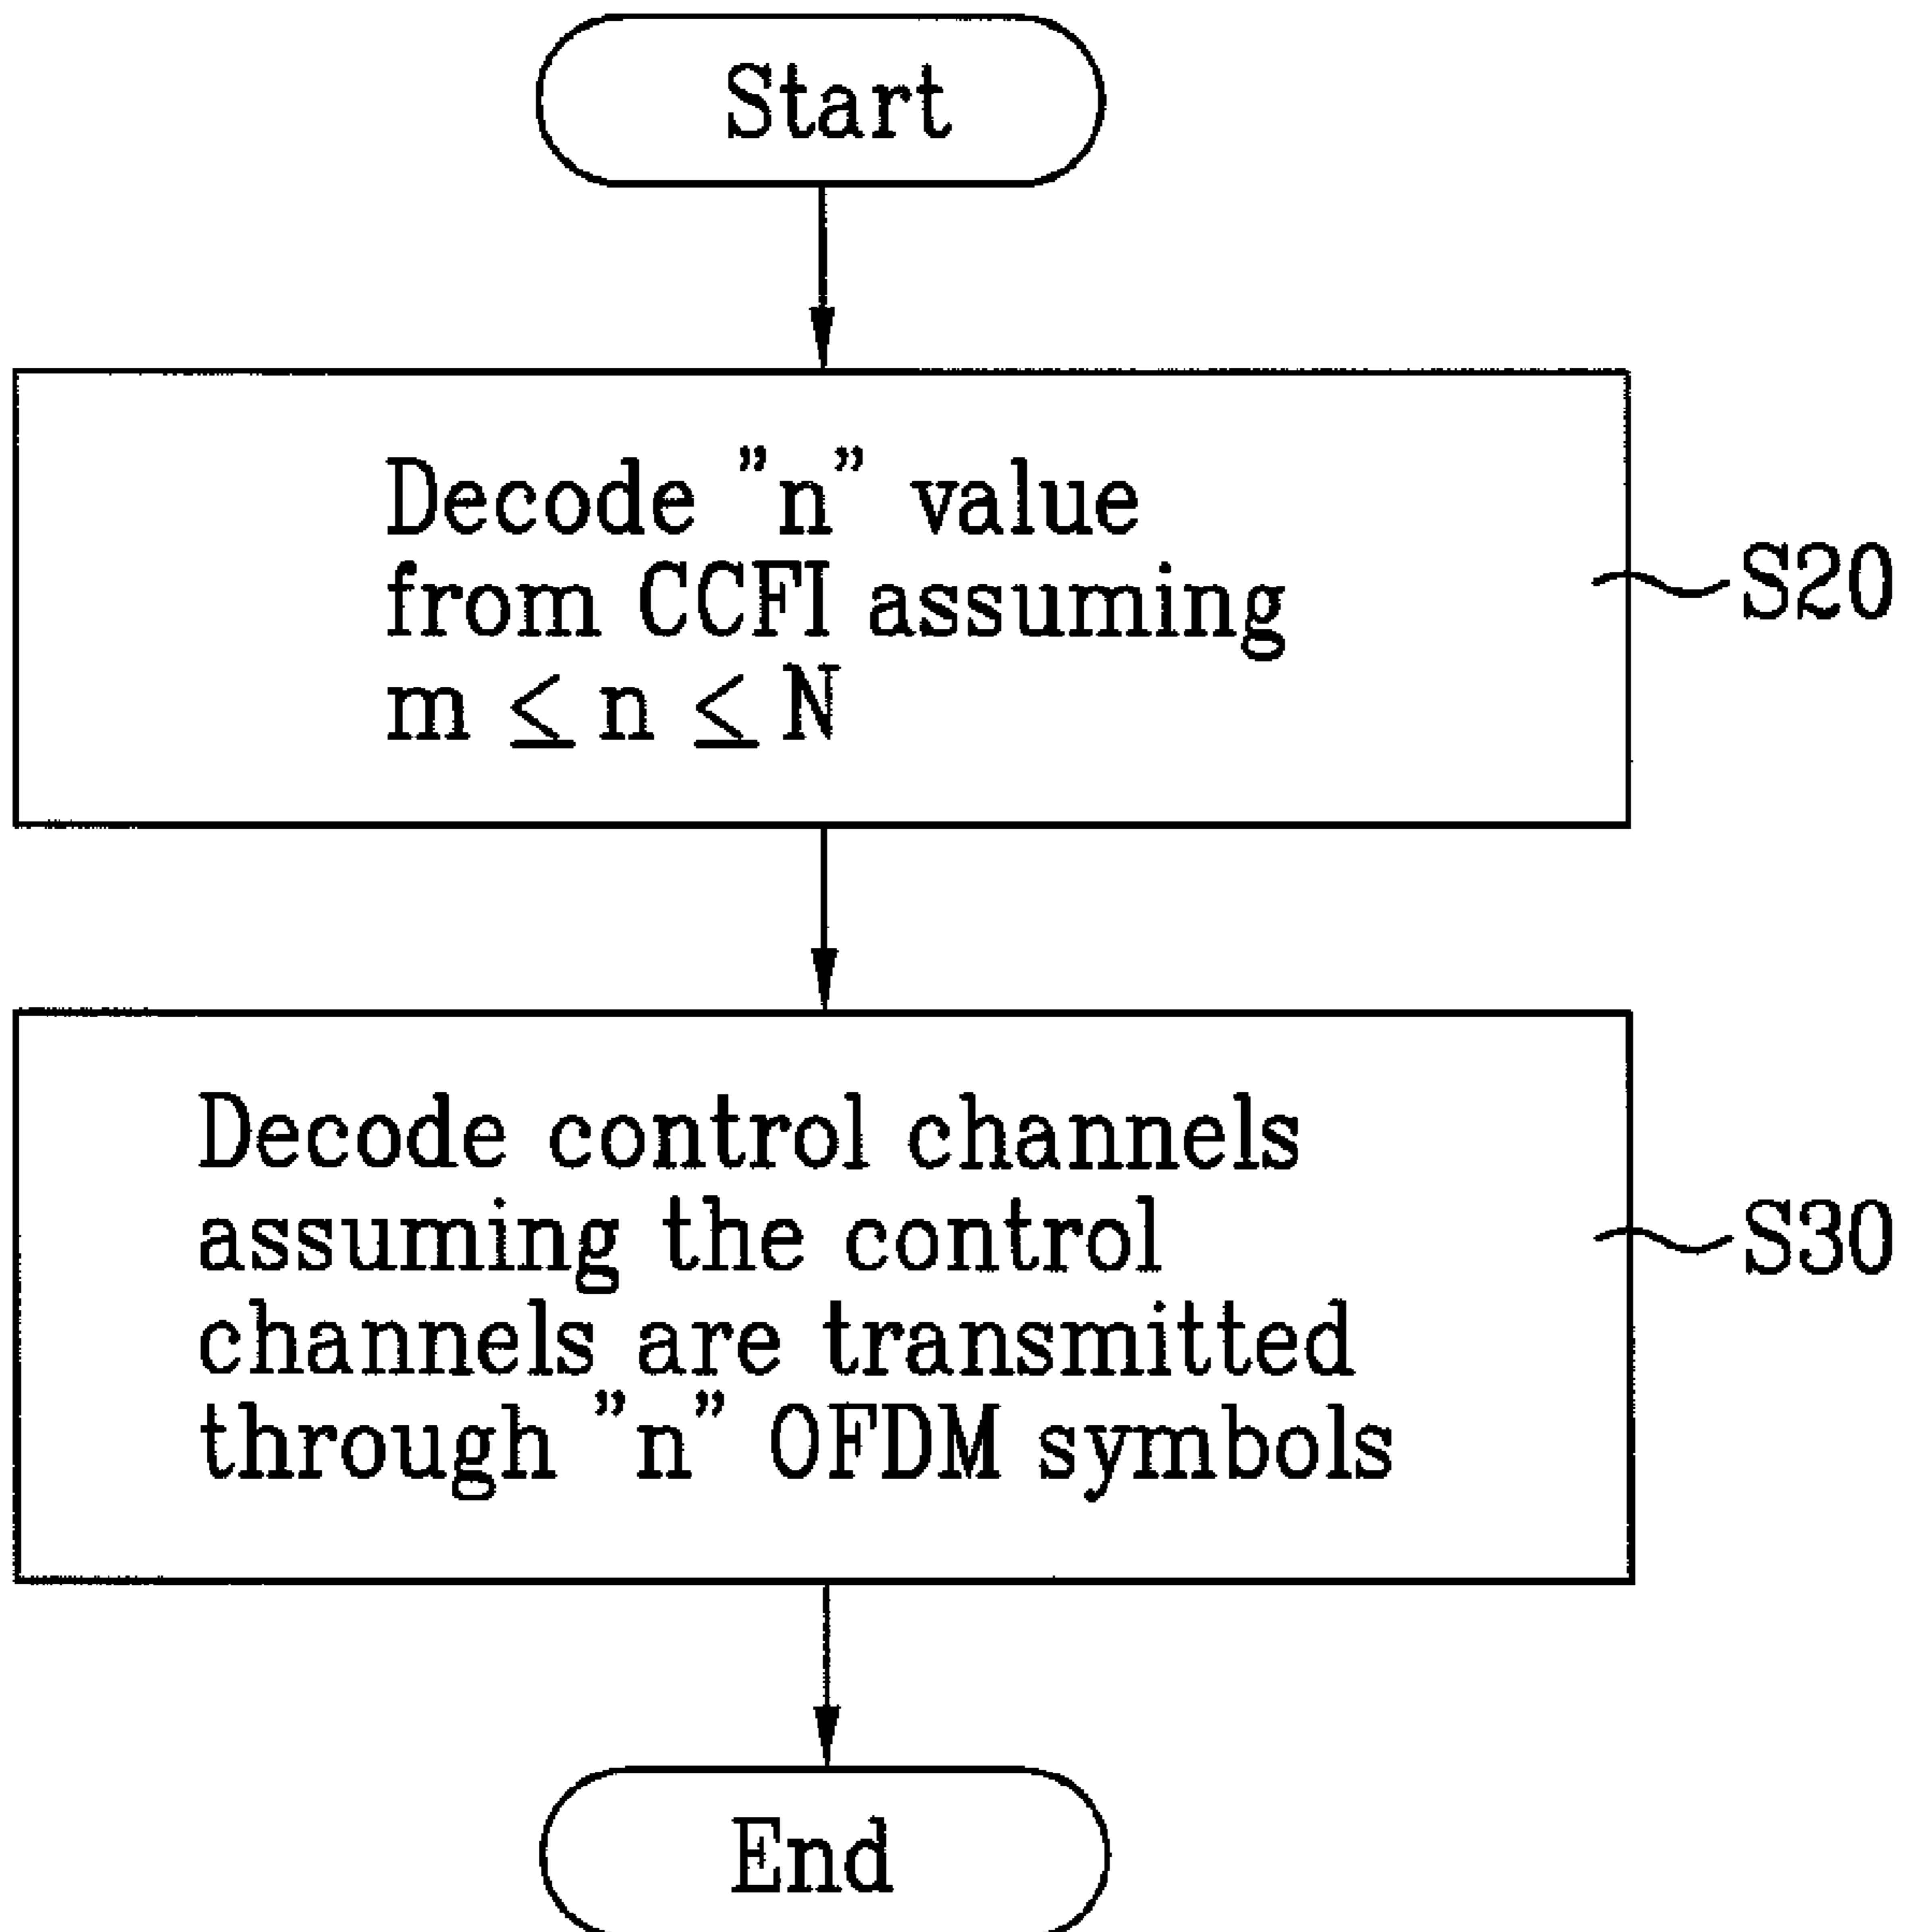 Start
Decode ”n” value
from CCFI assuming
m ≤ n ≤ N
S20
Decode control channels
assuming the control
channels are transmitted
through ”n” OFDM symbols
S30
End